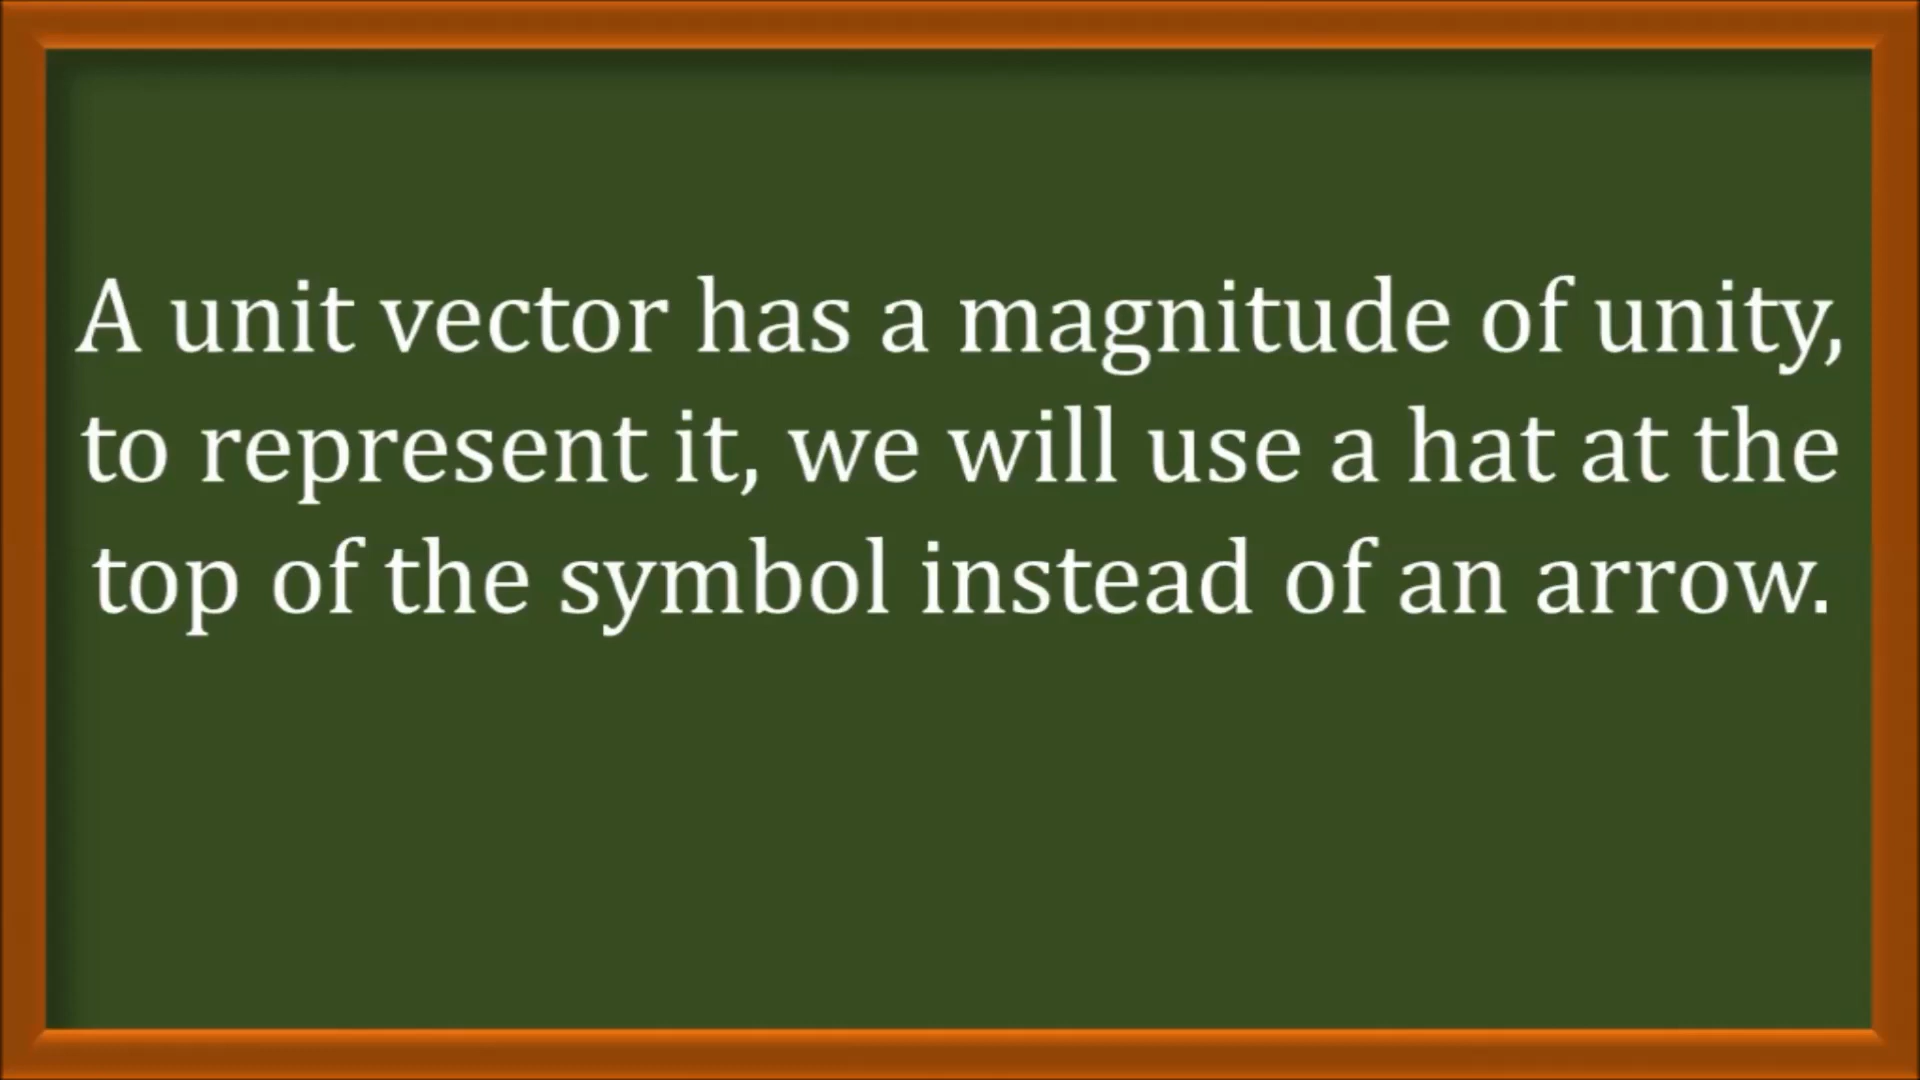 A unit vector has a magnitude of unity,
to represent it, we will use a hat at the
top of the symbol instead of an arrow.